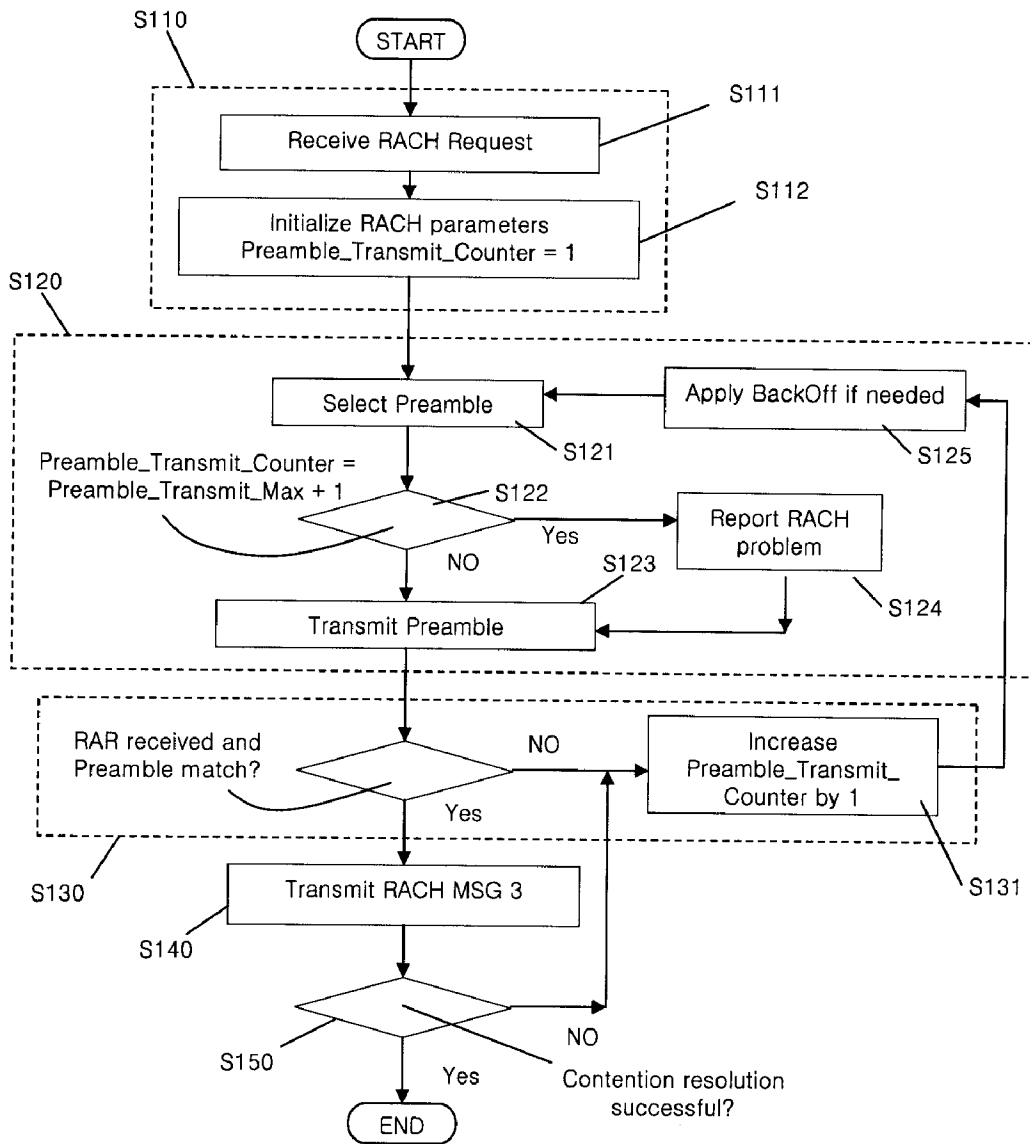 S110
START
S111
Receive RACH Request
S112
Initialize RACH parameters
Preamble_Transmit_Counter = 1
S120
Select Preamble
Apply BackOff if needed
S121
S125
Preamble_Transmit_Counter =
Preamble_Transmit_Max + 1
S122
Yes
Report RACH
problem
NO
S123
S124
Transmit Preamble
RAR received and
Preamble match?
NO
Increase
Preamble_Transmit_
Counter by 1
Yes
S130
Transmit RACH MSG 3
S131
S140
S150
NO
Yes
Contention resolution
successful?
END